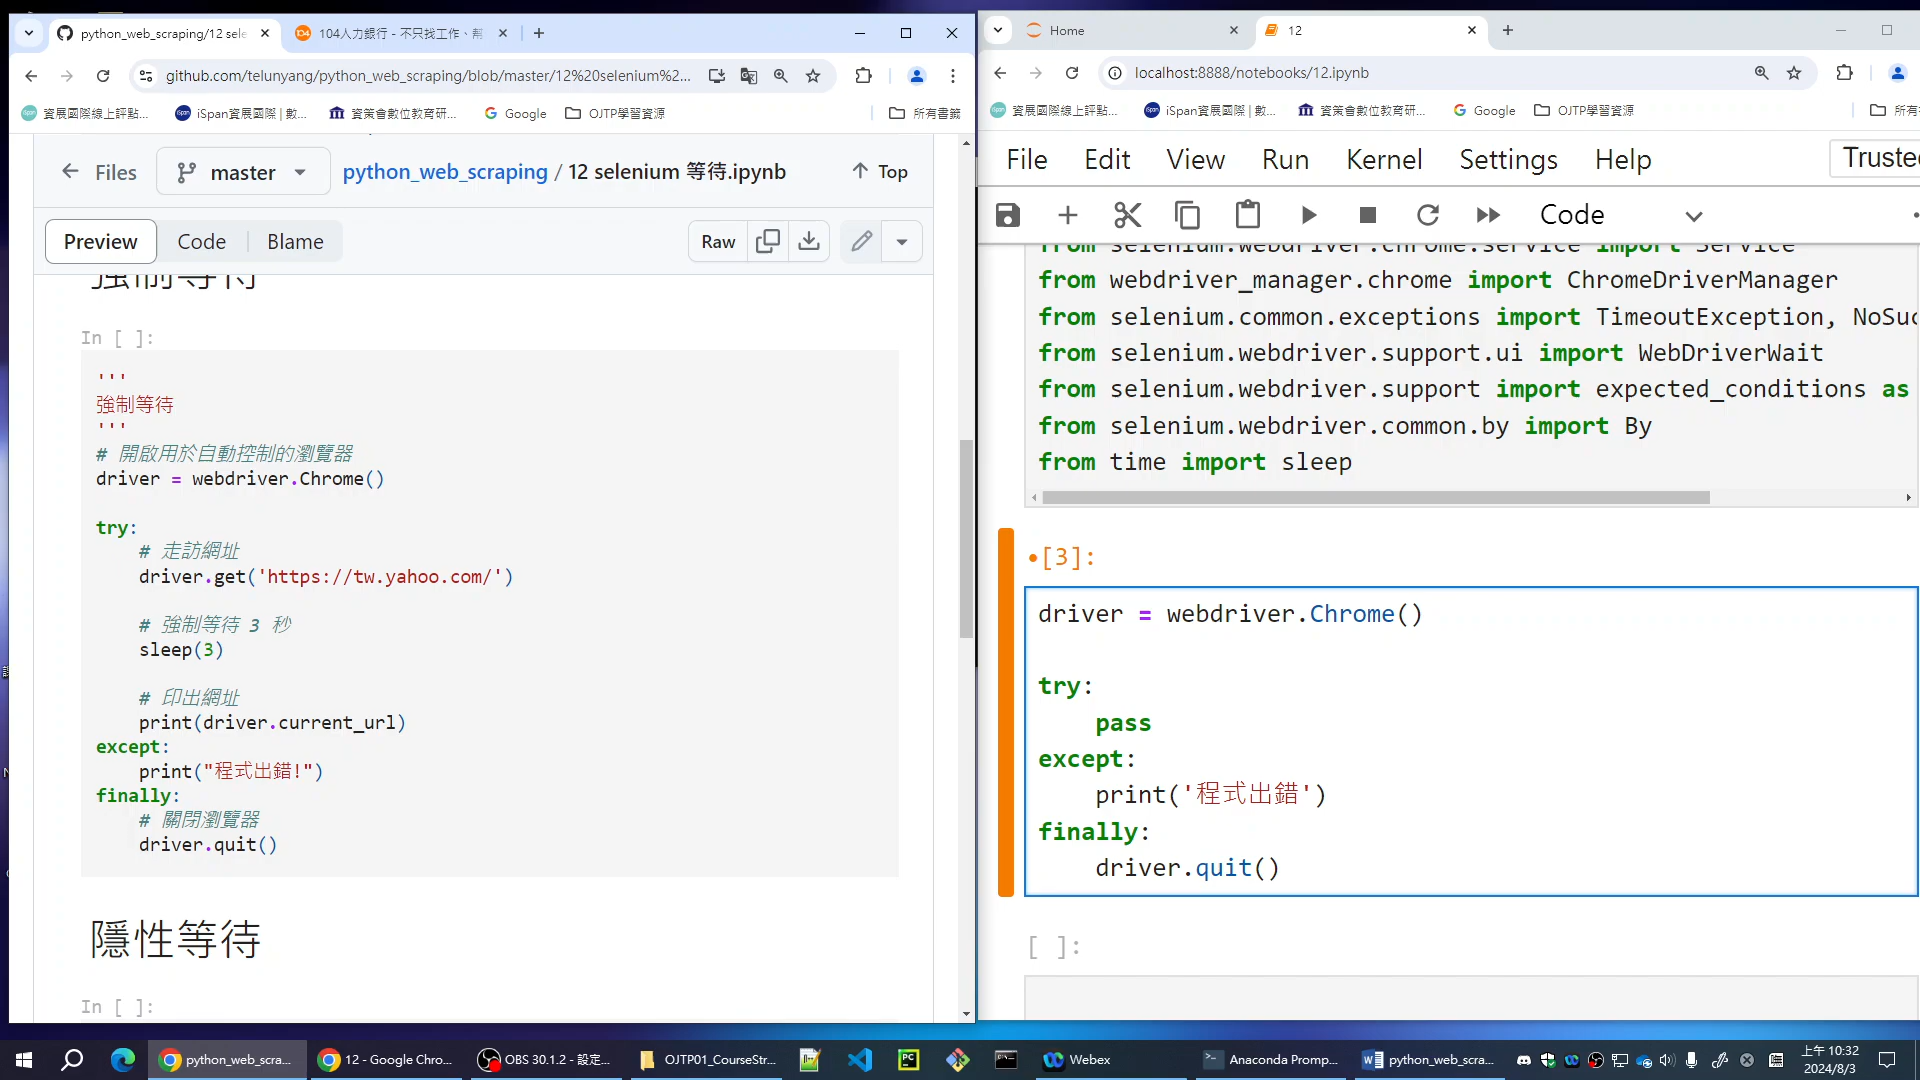 python_web_scraping/12 sele
104人力銀行 - 不只找工作、幫
github.com/telunyang/python_web_scraping/blob/master/12%20selenium%2...
資展國際線上評點...
iSpan資展國際 | 數...
資策會數位教育研...
Google
OJTP學習資源
所有書籤
Files
master
python_web_scraping / 12 selenium 等待.ipynb
Top
Preview
Code
Blame
Raw
強制等待
In [ ]:
'''
強制等待
'''
# 開啟用於自動控制的瀏覽器
driver = webdriver.Chrome()
try:
# 走訪網址
driver.get('https://tw.yahoo.com/')
# 強制等待 3 秒
sleep(3)
# 印出網址
print(driver.current_url)
except:
print("程式出錯!")
finally:
# 關閉瀏覽器
driver.quit()
隱性等待
In [ ]:
Home
12
localhost:8888/notebooks/12.ipynb
資展國際線上評點...
iSpan資展國際 | 數...
資策會數位教育研...
Google
OJTP學習資源
所有
File
Edit
View
Run
Kernel
Settings
Help
Truste
Code
from selenium.webdriver.chrome.service import Service
from webdriver_manager.chrome import ChromeDriverManager
from selenium.common.exceptions import TimeoutException, NoSuc
from selenium.webdriver.support.ui import WebDriverWait
from selenium.webdriver.support import expected_conditions as
from selenium.webdriver.common.by import By
from time import sleep
•[3]:
driver = webdriver.Chrome()
try:
pass
except:
print('程式出錯')
finally:
driver.quit()
[ ]:
python_web_scra...
12 - Google Chro...
OBS 30.1.2 - 設定...
OJTP01_CourseStr...
Webex
Anaconda Promp...
python_web_scra...
上午 10:32
2024/8/3